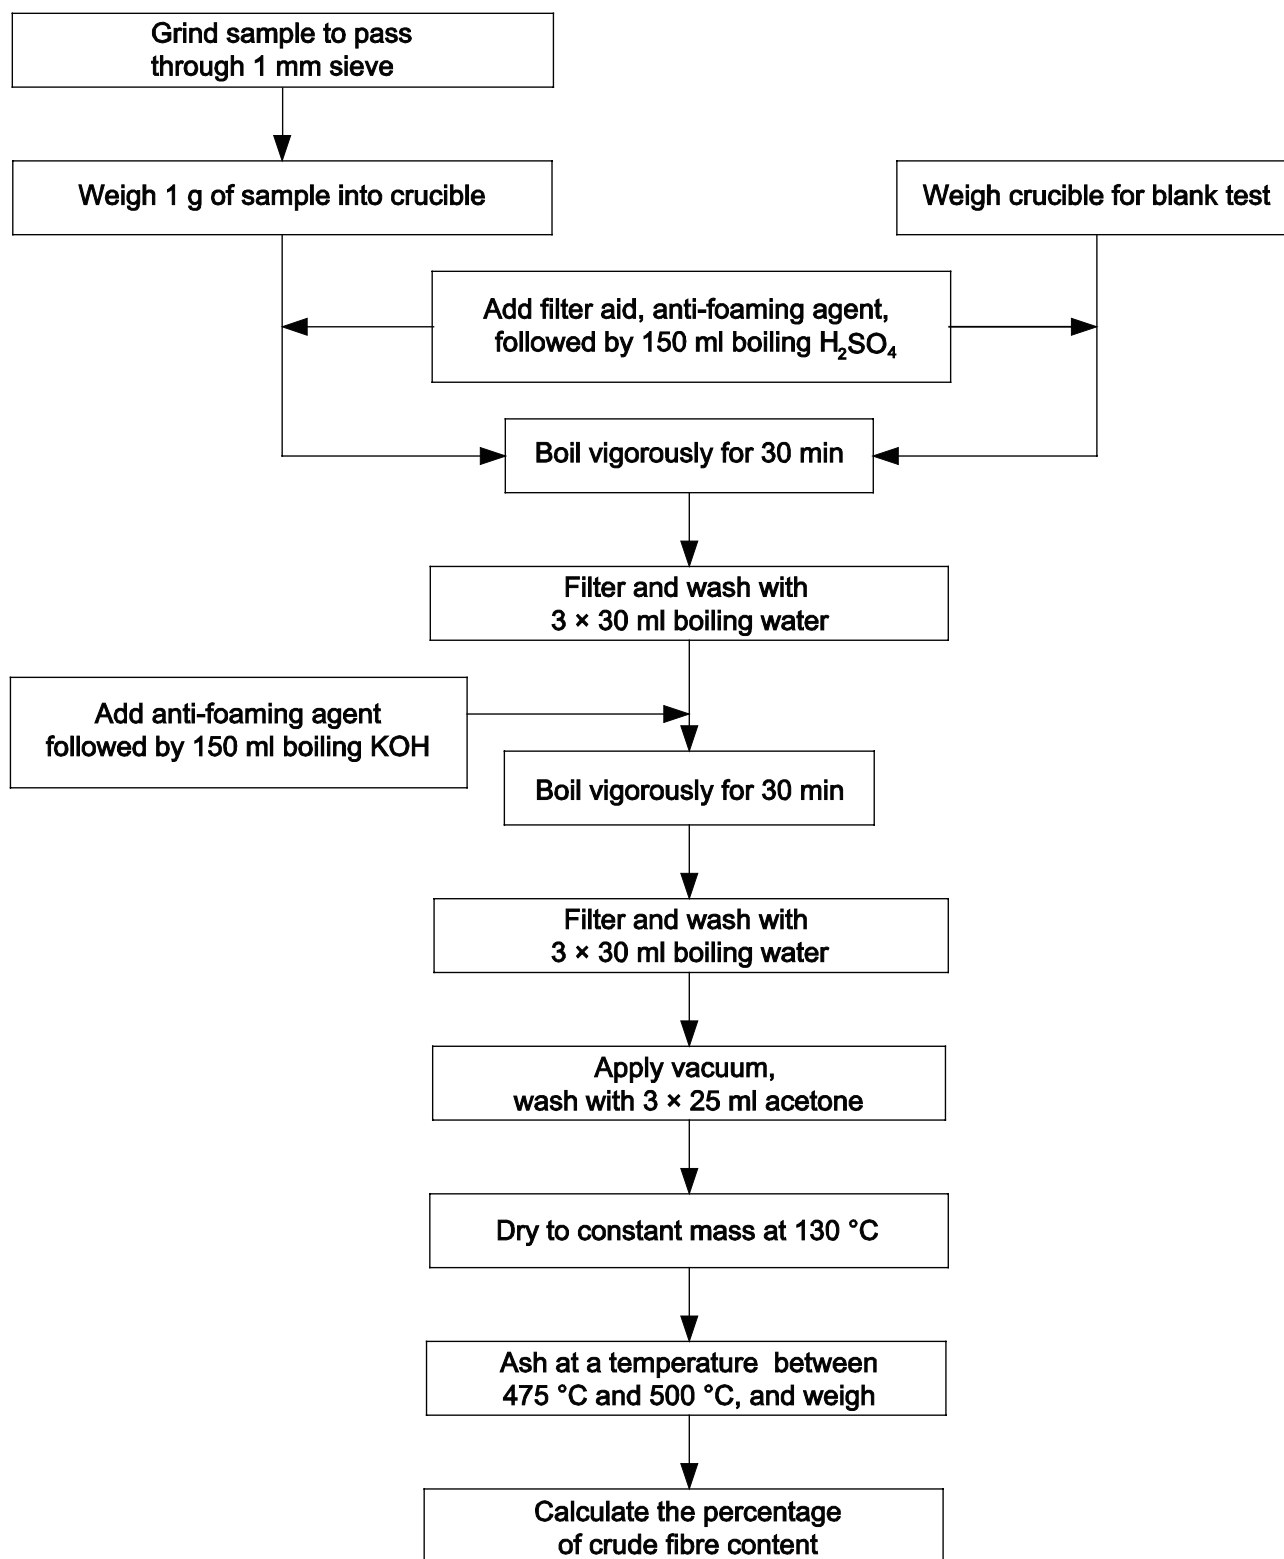 Grind sample to pass
through 1 mm sieve
Weigh 1 g of sample into crucible
Weigh crucible for blank test
Add filter aid, anti-foaming agent,
followed by 150 ml boiling H₂SO₄
Boil vigorously for 30 min
Filter and wash with
3 × 30 ml boiling water
Add anti-foaming agent
followed by 150 ml boiling KOH
Boil vigorously for 30 min
Filter and wash with
3 × 30 ml boiling water
Apply vacuum,
wash with 3 × 25 ml acetone
Dry to constant mass at 130 °C
Ash at a temperature between
475 °C and 500 °C, and weigh
Calculate the percentage
of crude fibre content